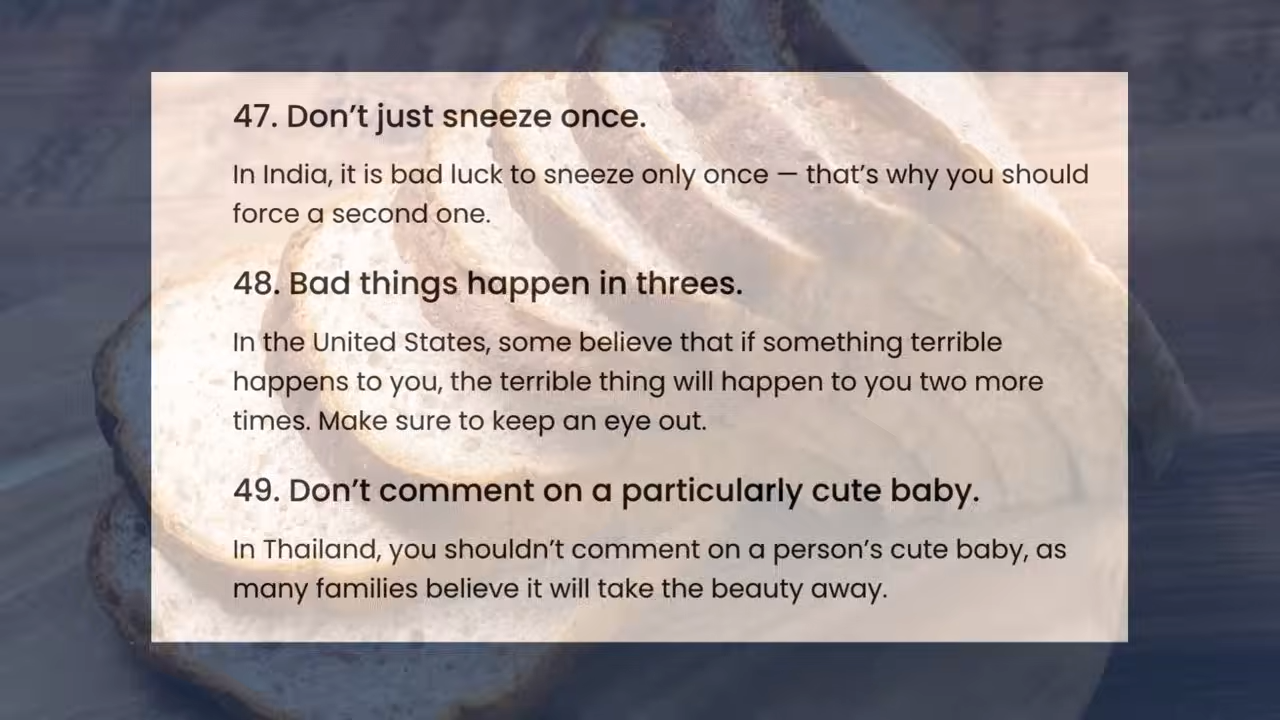 47. Don’t just sneeze once.
In India, it is bad luck to sneeze only once — that’s why you should
force a second one.
48. Bad things happen in threes.
In the United States, some believe that if something terrible
happens to you, the terrible thing will happen to you two more
times. Make sure to keep an eye out.
49. Don’t comment on a particularly cute baby.
In Thailand, you shouldn’t comment on a person’s cute baby, as
many families believe it will take the beauty away.